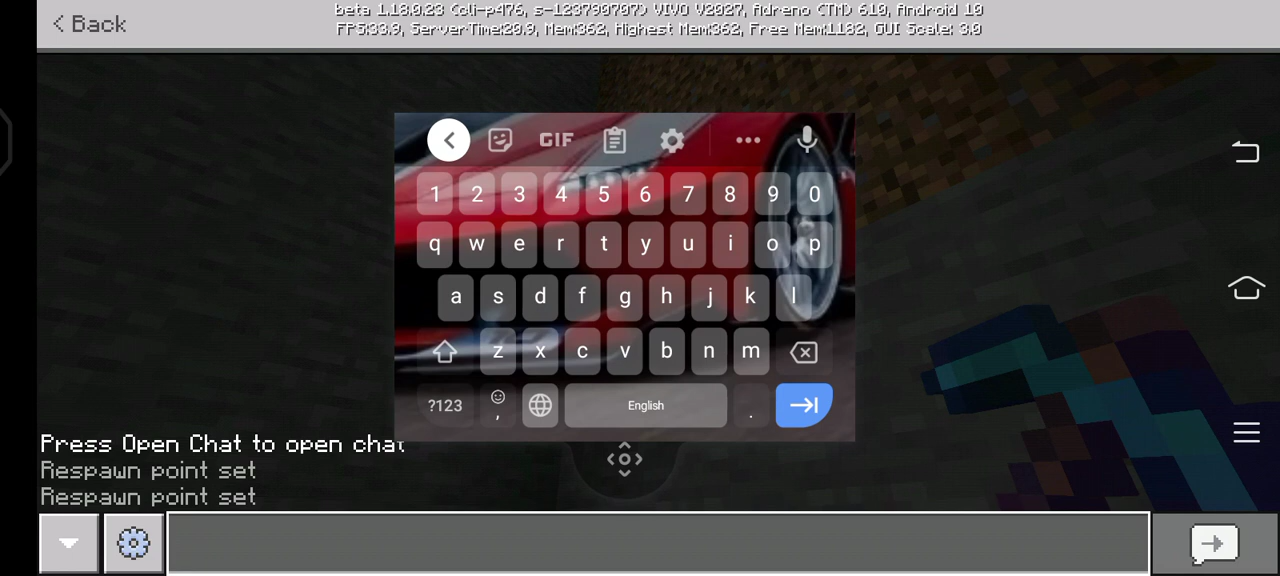 beta 1.18.0.23 (cli-p476, s-1237997077) VIVO V2027, Adreno (TM) 610, Android 10
FPS:33.9, ServerTime:20.9, Mem:362, Highest Mem:362, Free Mem:1182, GUI Scale: 3.0
< Back
GIF
1 2 3 4 5 6 7 8 9 0
q w e r t y u i o p
a s d f g h j k l
z x c v b n m
?123 , English .
Press Open Chat to open chat
Respawn point set
Respawn point set